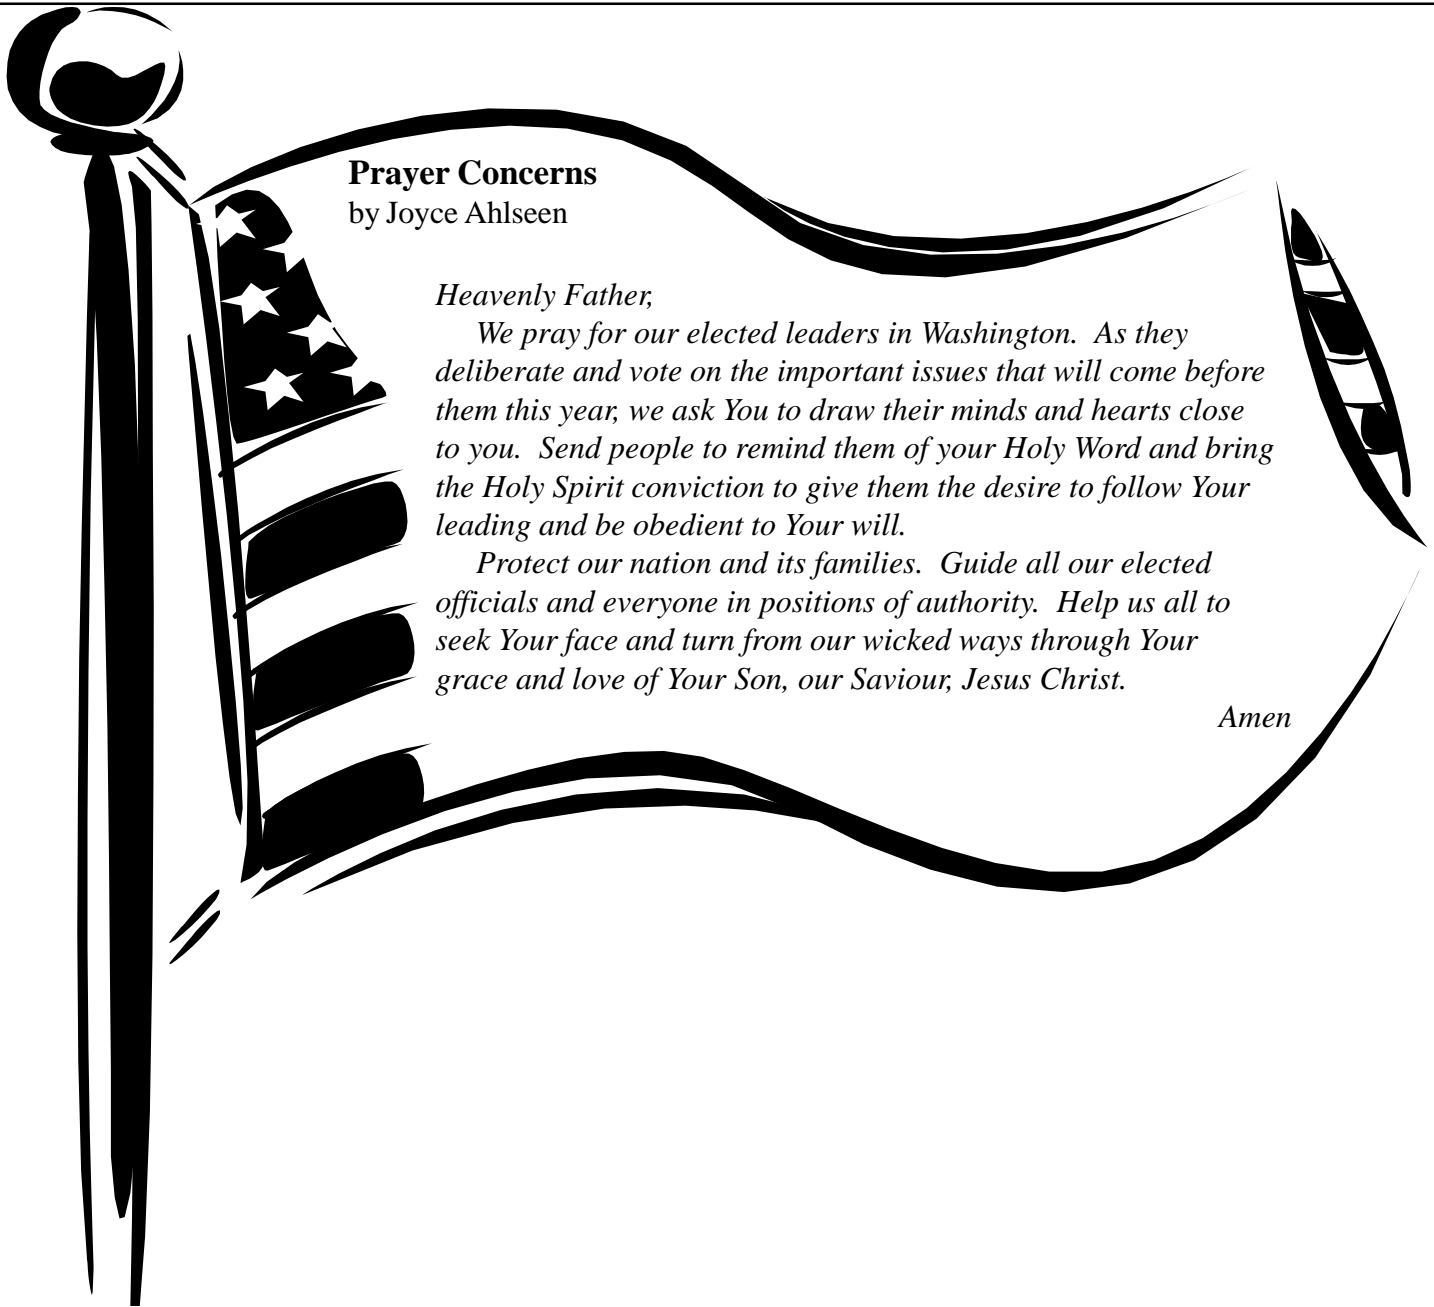 Prayer Concerns
by Joyce Ahlseen
Heavenly Father,
We pray for our elected leaders in Washington.  As they
deliberate and vote on the important issues that will come before
them this year, we ask You to draw their minds and hearts close
to you.  Send people to remind them of your Holy Word and bring
the Holy Spirit conviction to give them the desire to follow Your
leading and be obedient to Your will.
Protect our nation and its families.  Guide all our elected
officials and everyone in positions of authority.  Help us all to
seek Your face and turn from our wicked ways through Your
grace and love of Your Son, our Saviour, Jesus Christ.
Amen